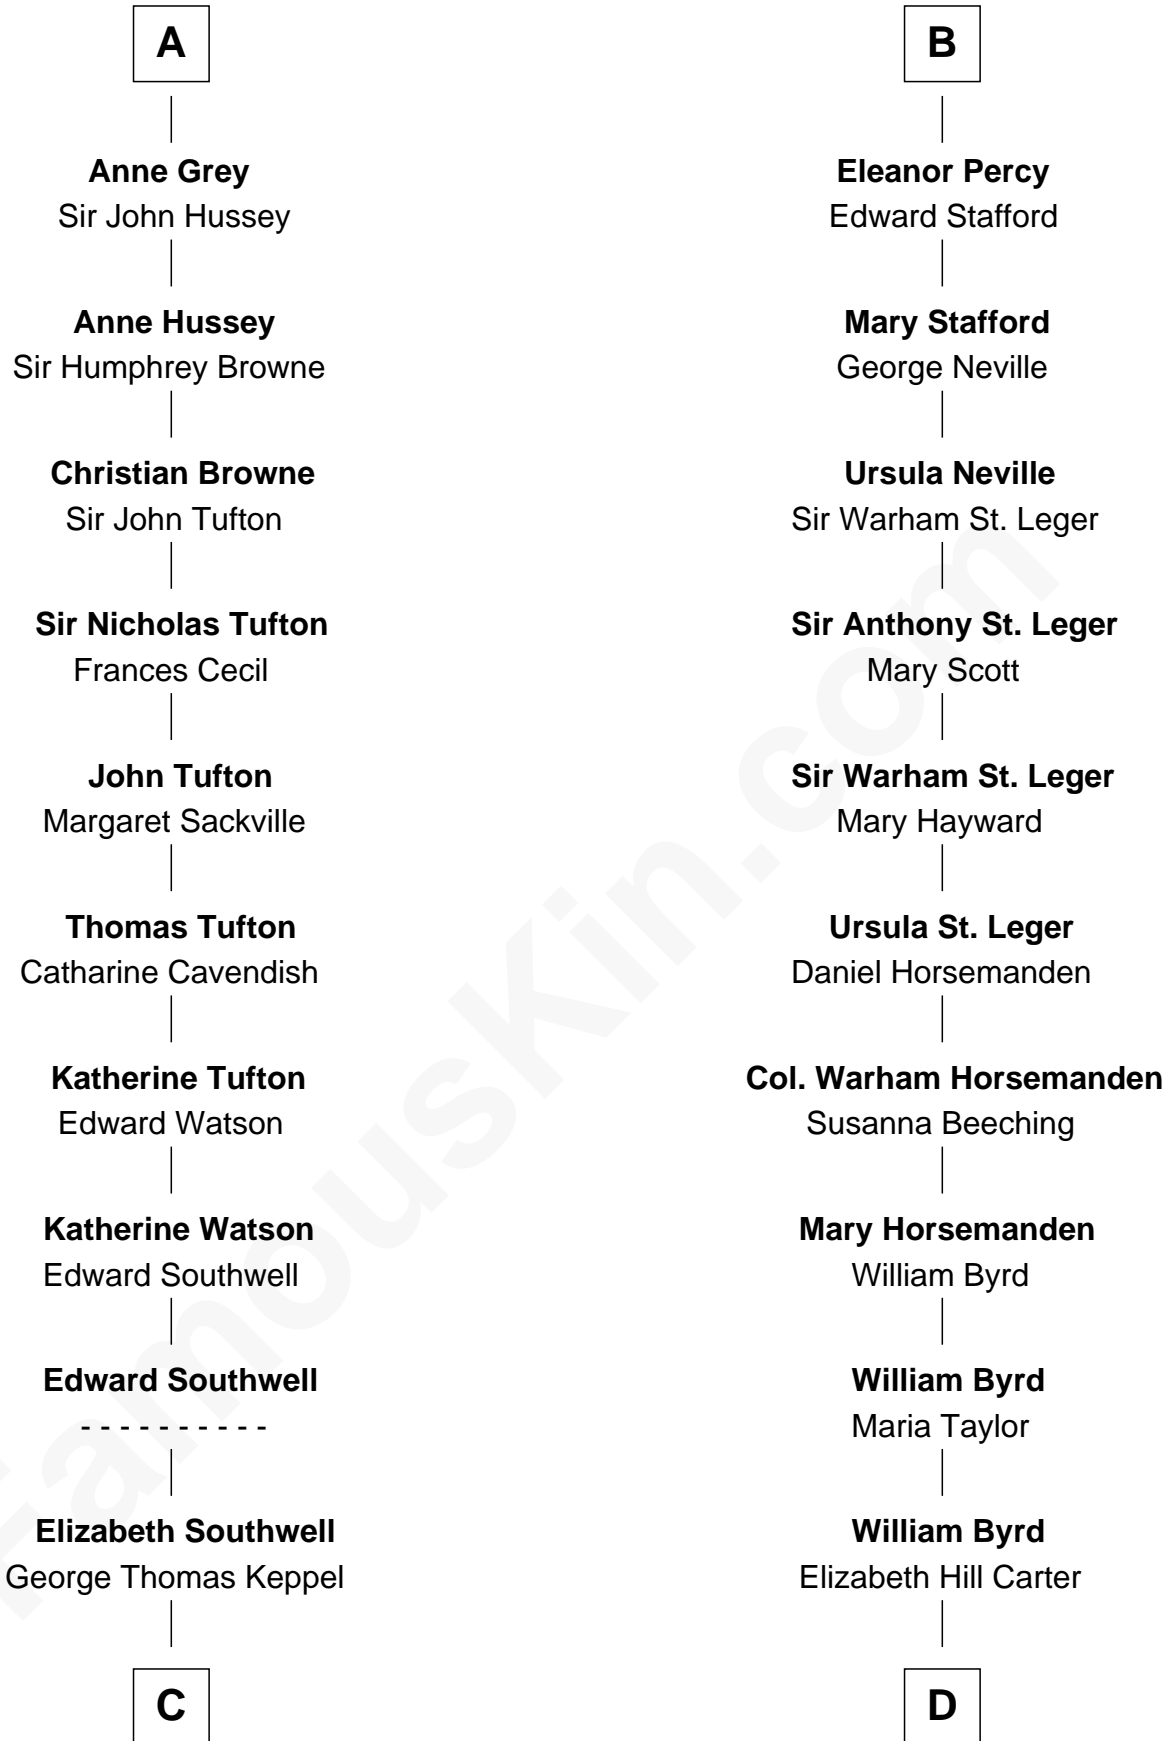 A
Anne Grey
Sir John Hussey
Anne Hussey
Sir Humphrey Browne
Christian Browne
Sir John Tufton
Sir Nicholas Tufton
Frances Cecil
John Tufton
Margaret Sackville
Thomas Tufton
Catharine Cavendish
Katherine Tufton
Edward Watson
Katherine Watson
Edward Southwell
Edward Southwell
- - - - - - - - - -
Elizabeth Southwell
George Thomas Keppel
C
B
Eleanor Percy
Edward Stafford
Mary Stafford
George Neville
Ursula Neville
Sir Warham St. Leger
Sir Anthony St. Leger
Mary Scott
Sir Warham St. Leger
Mary Hayward
Ursula St. Leger
Daniel Horsemanden
Col. Warham Horsemanden
Susanna Beeching
Mary Horsemanden
William Byrd
William Byrd
Maria Taylor
William Byrd
Elizabeth Hill Carter
D
FamousKin.com